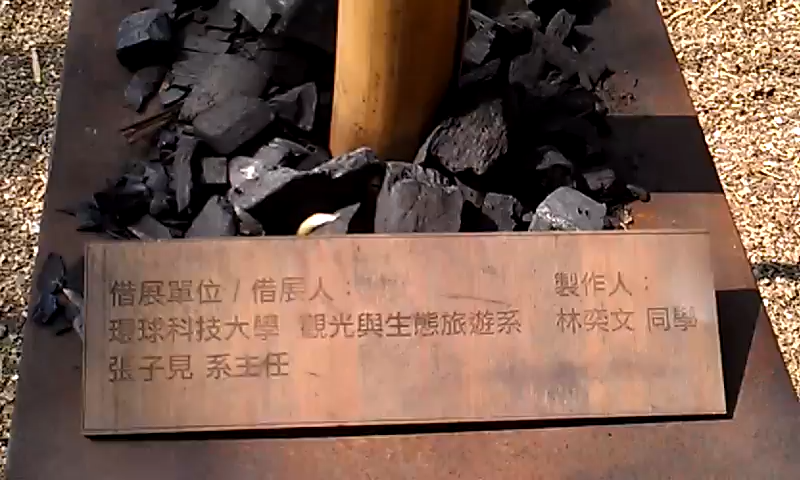 借展單位 / 借展人： 製作人：
環球科技大學 觀光與生態旅遊系 林奕文 同學
張子見 系主任